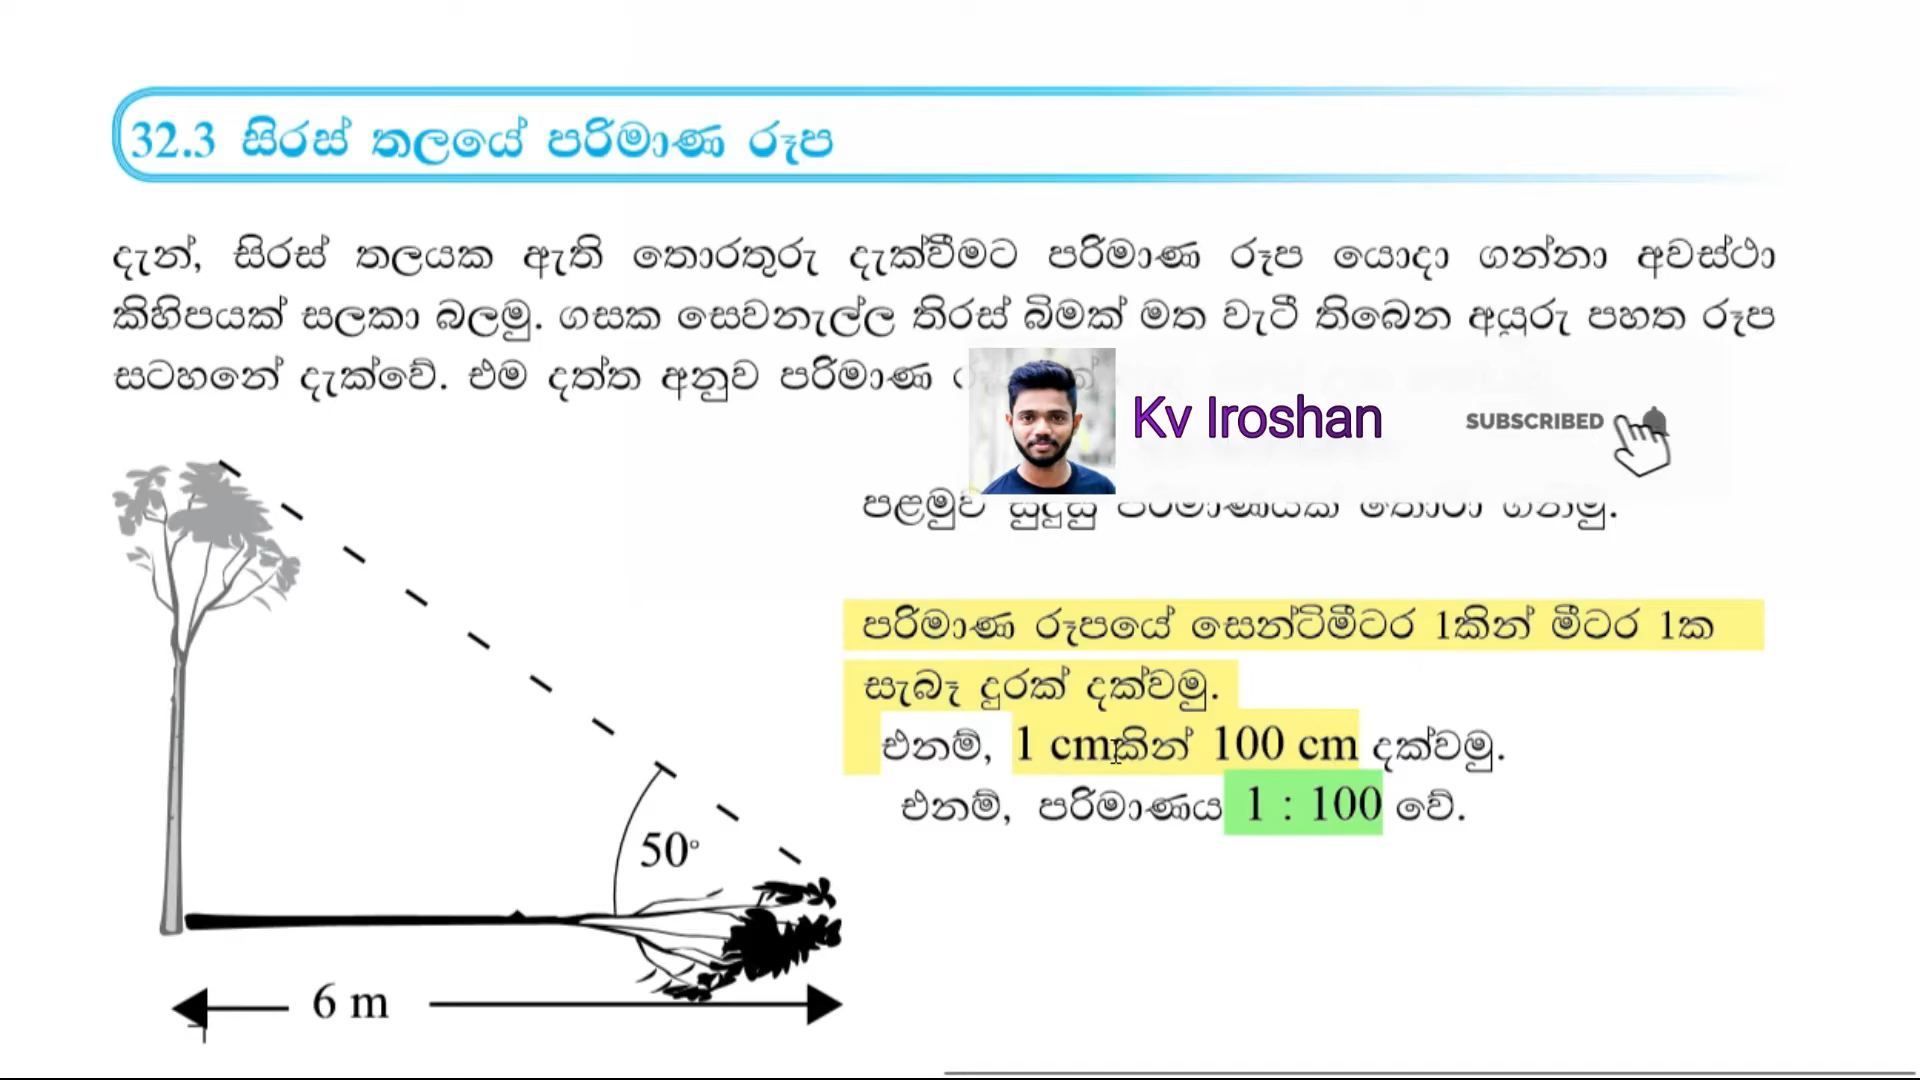 32.3 සිරස් තලයේ පරිමාණ රූප
දැන්, සිරස් තලයක ඇති තොරතුරු දැක්වීමට පරිමාණ රූප යොදා ගන්නා අවස්ථා
කිහිපයක් සලකා බලමු. ගසක සෙවනැල්ල තිරස් බිමක් මත වැටී තිබෙන අයුරු පහත රූප
සටහනේ දැක්වේ. එම දත්ත අනුව පරිමාණ
Kv Iroshan
SUBSCRIBED
පළමුව සුදුසු පරිමාණයක් තෝරා ගනිමු.
පරිමාණ රූපයේ සෙන්ටිමීටර 1කින් මීටර 1ක
සැබෑ දුරක් දක්වමු.
එනම්, 1 cmකින් 100 cm දක්වමු.
එනම්, පරිමාණය 1 : 100 වේ.
50°
6 m